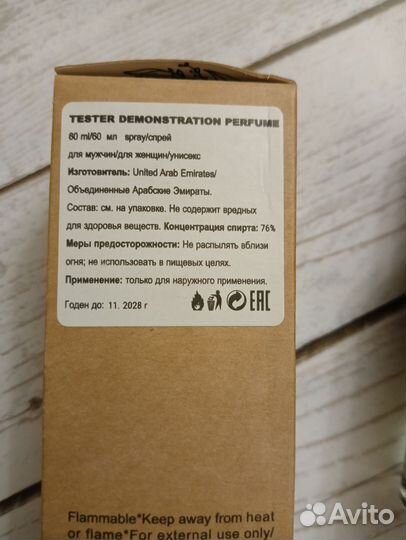 TESTER DEMONSTRATION PERFUME
60 ml/60 мл spray/спрей
для мужчин/для женщин/унисекс
Изготовитель: United Arab Emirates/
Объединенные Арабские Эмираты.
Состав: см. на упаковке. Не содержит вредных
для здоровья веществ. Концентрация спирта: 76%
Меры предосторожности: Не распылять вблизи
огня; не использовать в пищевых целях.
Применение: только для наружного применения.
Годен до: 11. 2028 г
EAC
Flammable*Keep away from heat
or flame*For external use only/
Avito